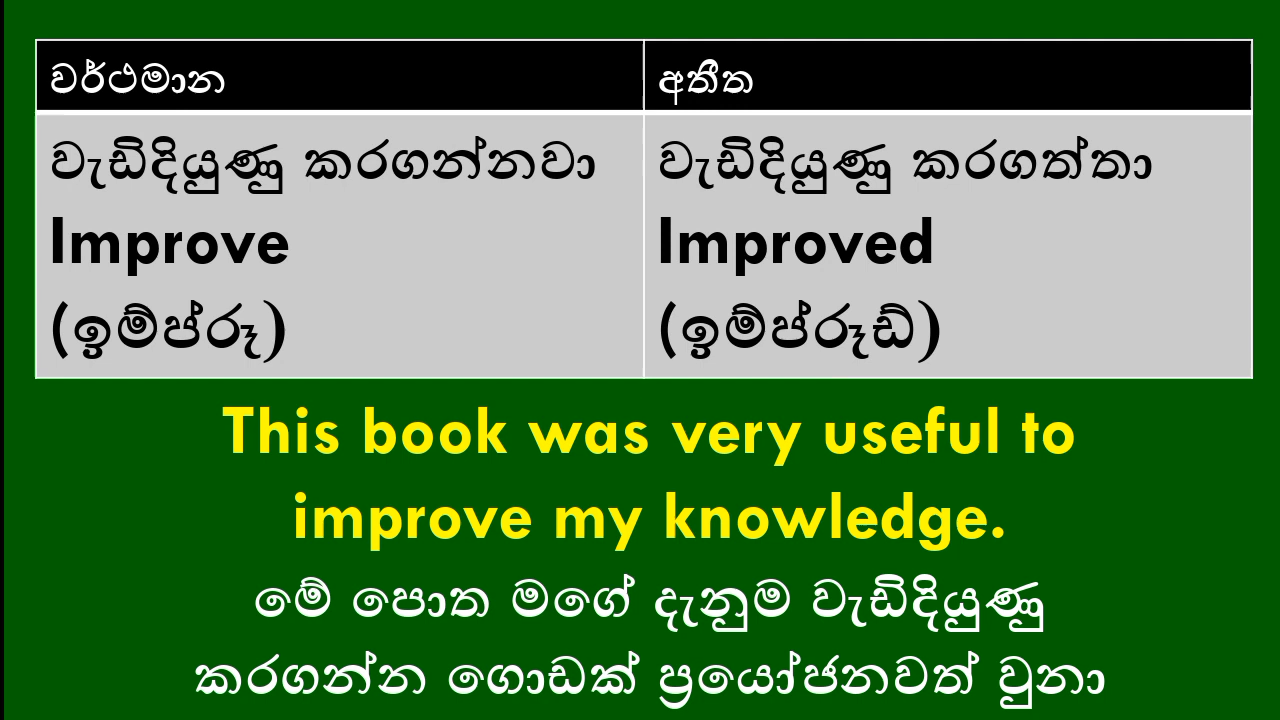 වර්ථමාන
අතීත
වැඩිදියුණු කරගන්නවා
Improve
(ඉම්ප්රූ)
වැඩිදියුණු කරගත්තා
Improved
(ඉම්ප්රූඩ්)
This book was very useful to
improve my knowledge.
මේ පොත මගේ දැනුම වැඩිදියුණු
කරගන්න ගොඩක් ප්‍රයෝජනවත් වුනා